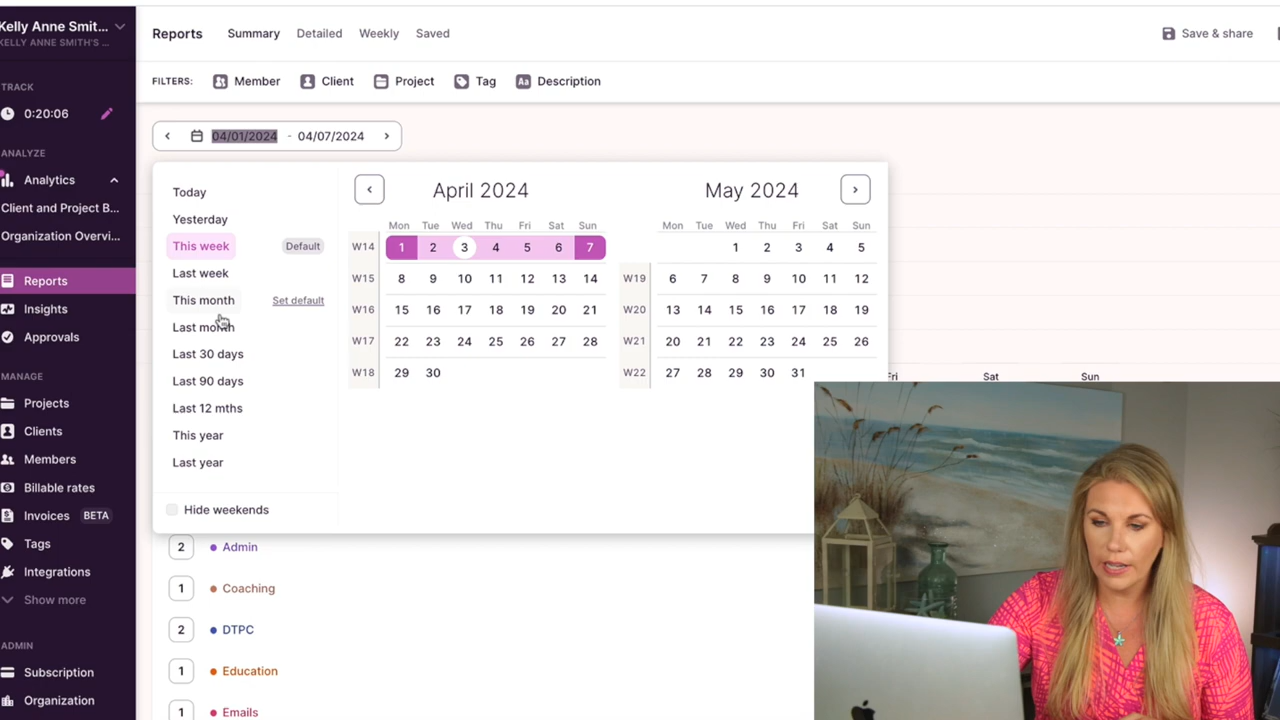 Kelly Anne Smit...
KELLY ANNE SMITH'S ...
TRACK
0:20:06
ANALYZE
Analytics
Client and Project B...
Organization Overvi...
Reports
Insights
Approvals
MANAGE
Projects
Clients
Members
Billable rates
Invoices BETA
Tags
Integrations
Show more
ADMIN
Subscription
Organization
Reports Summary Detailed Weekly Saved Save & share
FILTERS: Member Client Project Tag Aa Description
04/01/2024 - 04/07/2024
Today
Yesterday
This week Default
Last week
This month Set default
Last month
Last 30 days
Last 90 days
Last 12 mths
This year
Last year
Hide weekends
April 2024
Mon Tue Wed Thu Fri Sat Sun
W14 1 2 3 4 5 6 7
W15 8 9 10 11 12 13 14
W16 15 16 17 18 19 20 21
W17 22 23 24 25 26 27 28
W18 29 30
May 2024
Mon Tue Wed Thu Fri Sat Sun
1 2 3 4 5
W19 6 7 8 9 10 11 12
W20 13 14 15 16 17 18 19
W21 20 21 22 23 24 25 26
W22 27 28 29 30 31
Fri Sat Sun
2 Admin
1 Coaching
2 DTPC
1 Education
1 Emails